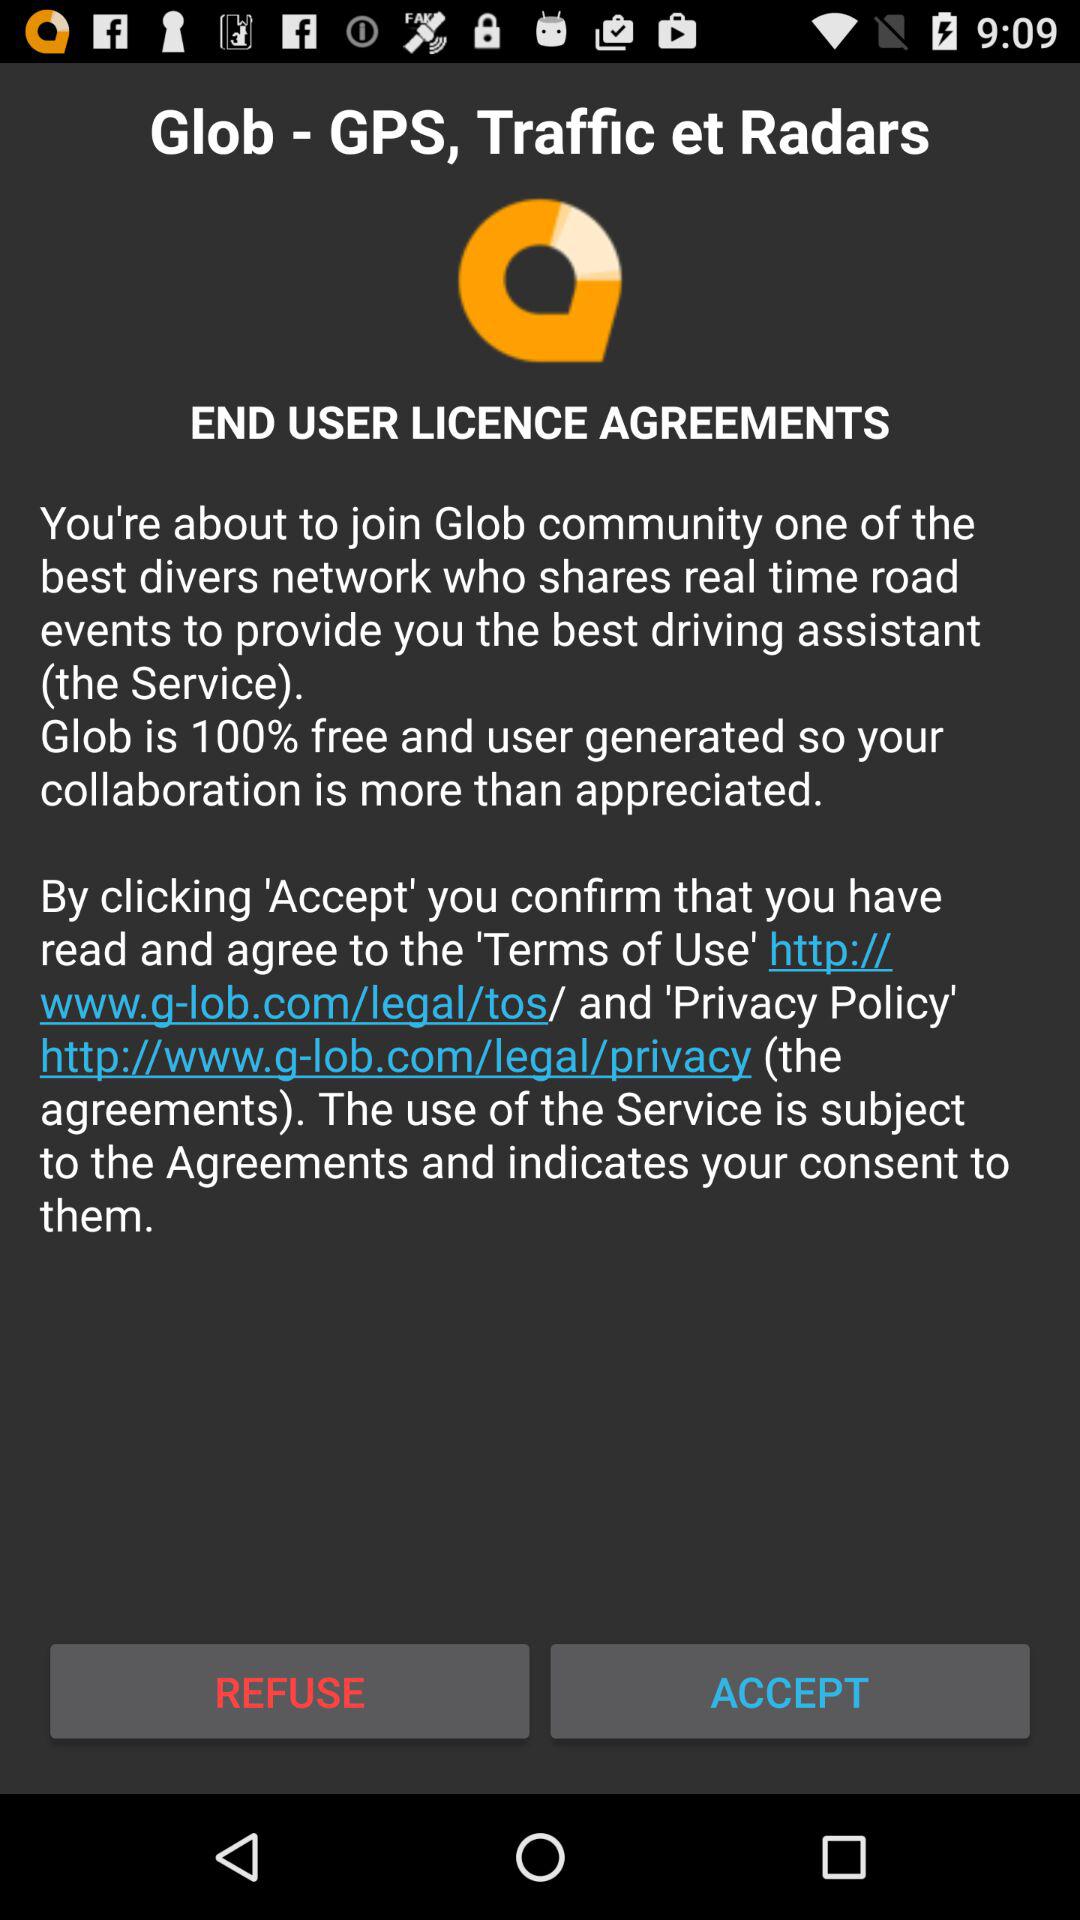 FAK
9:09
Glob - GPS, Traffic et Radars
END USER LICENCE AGREEMENTS
You're about to join Glob community one of the
best divers network who shares real time road
events to provide you the best driving assistant
(the Service).
Glob is 100% free and user generated so your
collaboration is more than appreciated.
By clicking 'Accept' you confirm that you have
read and agree to the 'Terms of Use' http://
www.g-lob.com/legal/tos/ and 'Privacy Policy'
http://www.g-lob.com/legal/privacy (the
agreements). The use of the Service is subject
to the Agreements and indicates your consent to
them.
REFUSE
ACCEPT